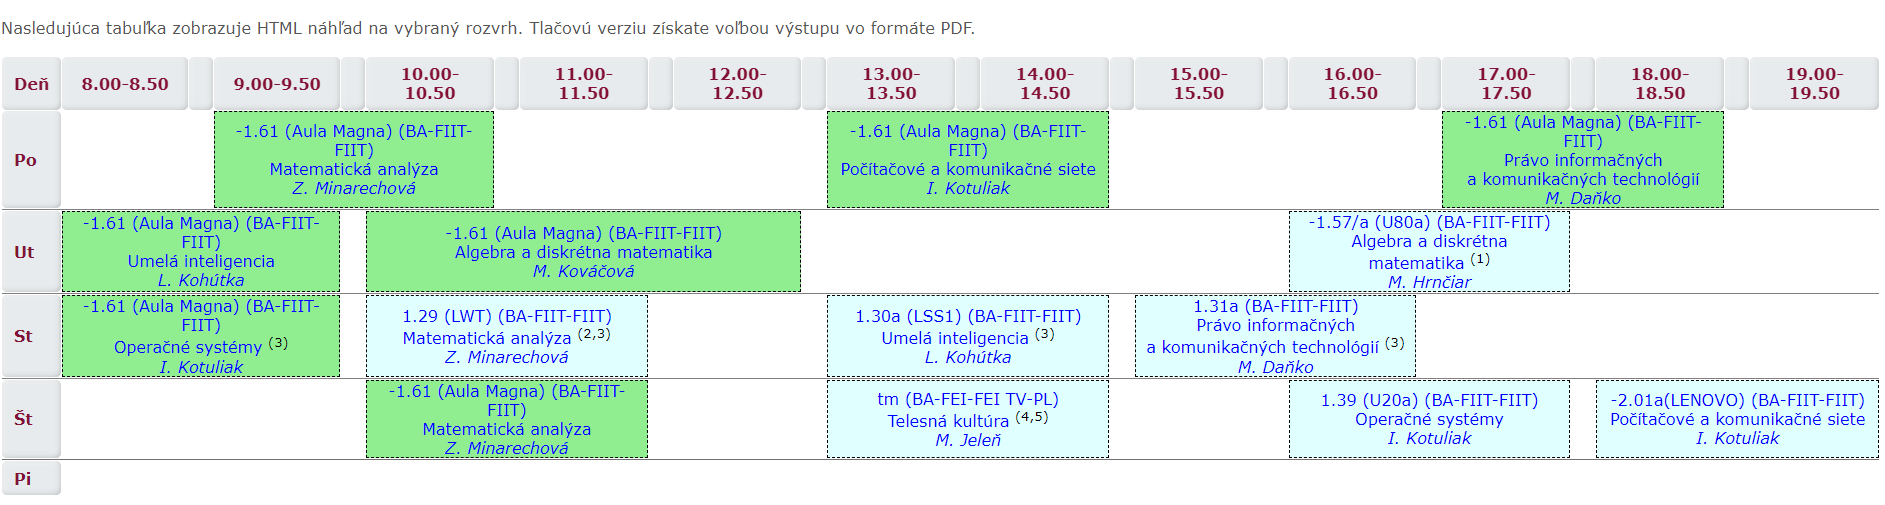 Nasledujúca tabuľka zobrazuje HTML náhľad na vybraný rozvrh. Tlačovú verziu získate voľbou výstupu vo formáte PDF.
Deň
8.00-8.50
9.00-9.50
10.00-
10.50
11.00-
11.50
12.00-
12.50
13.00-
13.50
14.00-
14.50
15.00-
15.50
16.00-
16.50
17.00-
17.50
18.00-
18.50
19.00-
19.50
Po
-1.61 (Aula Magna) (BA-FIIT-
FIIT)
Matematická analýza
Z. Minarechová
-1.61 (Aula Magna) (BA-FIIT-
FIIT)
Počítačové a komunikačné siete
I. Kotuliak
-1.61 (Aula Magna) (BA-FIIT-
FIIT)
Právo informačných
a komunikačných technológií
M. Daňko
Ut
-1.61 (Aula Magna) (BA-FIIT-
FIIT)
Umelá inteligencia
L. Kohútka
-1.61 (Aula Magna) (BA-FIIT-FIIT)
Algebra a diskrétna matematika
M. Kováčová
-1.57/a (U80a) (BA-FIIT-FIIT)
Algebra a diskrétna
matematika (1)
M. Hrnčiar
St
-1.61 (Aula Magna) (BA-FIIT-
FIIT)
Operačné systémy (3)
I. Kotuliak
1.29 (LWT) (BA-FIIT-FIIT)
Matematická analýza (2,3)
Z. Minarechová
1.30a (LSS1) (BA-FIIT-FIIT)
Umelá inteligencia (3)
L. Kohútka
1.31a (BA-FIIT-FIIT)
Právo informačných
a komunikačných technológií (3)
M. Daňko
Št
-1.61 (Aula Magna) (BA-FIIT-
FIIT)
Matematická analýza
Z. Minarechová
tm (BA-FEI-FEI TV-PL)
Telesná kultúra (4,5)
M. Jeleň
1.39 (U20a) (BA-FIIT-FIIT)
Operačné systémy
I. Kotuliak
-2.01a(LENOVO) (BA-FIIT-FIIT)
Počítačové a komunikačné siete
I. Kotuliak
Pi